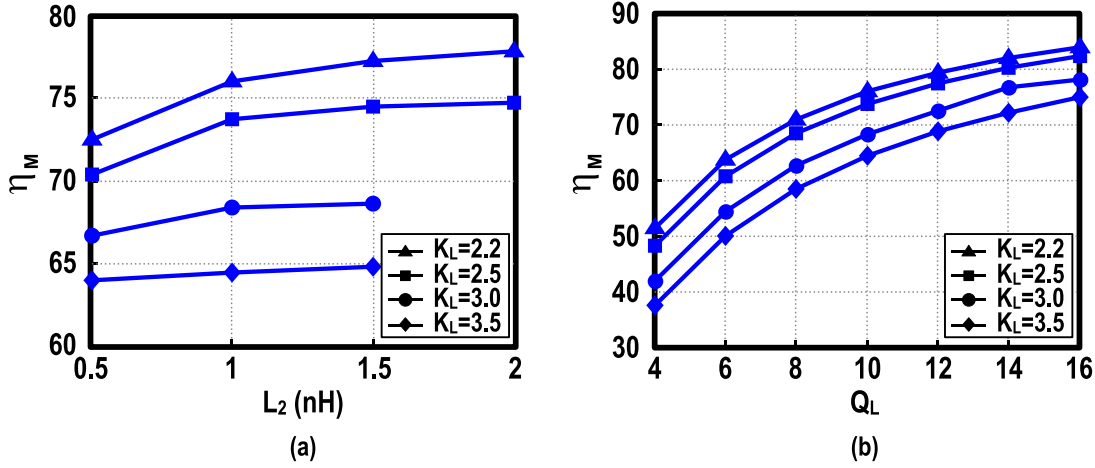 80
75
70
65
60
η_M
0.5 1 1.5 2
L₂ (nH)
K_L=2.2
K_L=2.5
K_L=3.0
K_L=3.5
(a)
90
80
70
60
50
40
30
η_M
4 6 8 10 12 14 16
Q_L
K_L=2.2
K_L=2.5
K_L=3.0
K_L=3.5
(b)